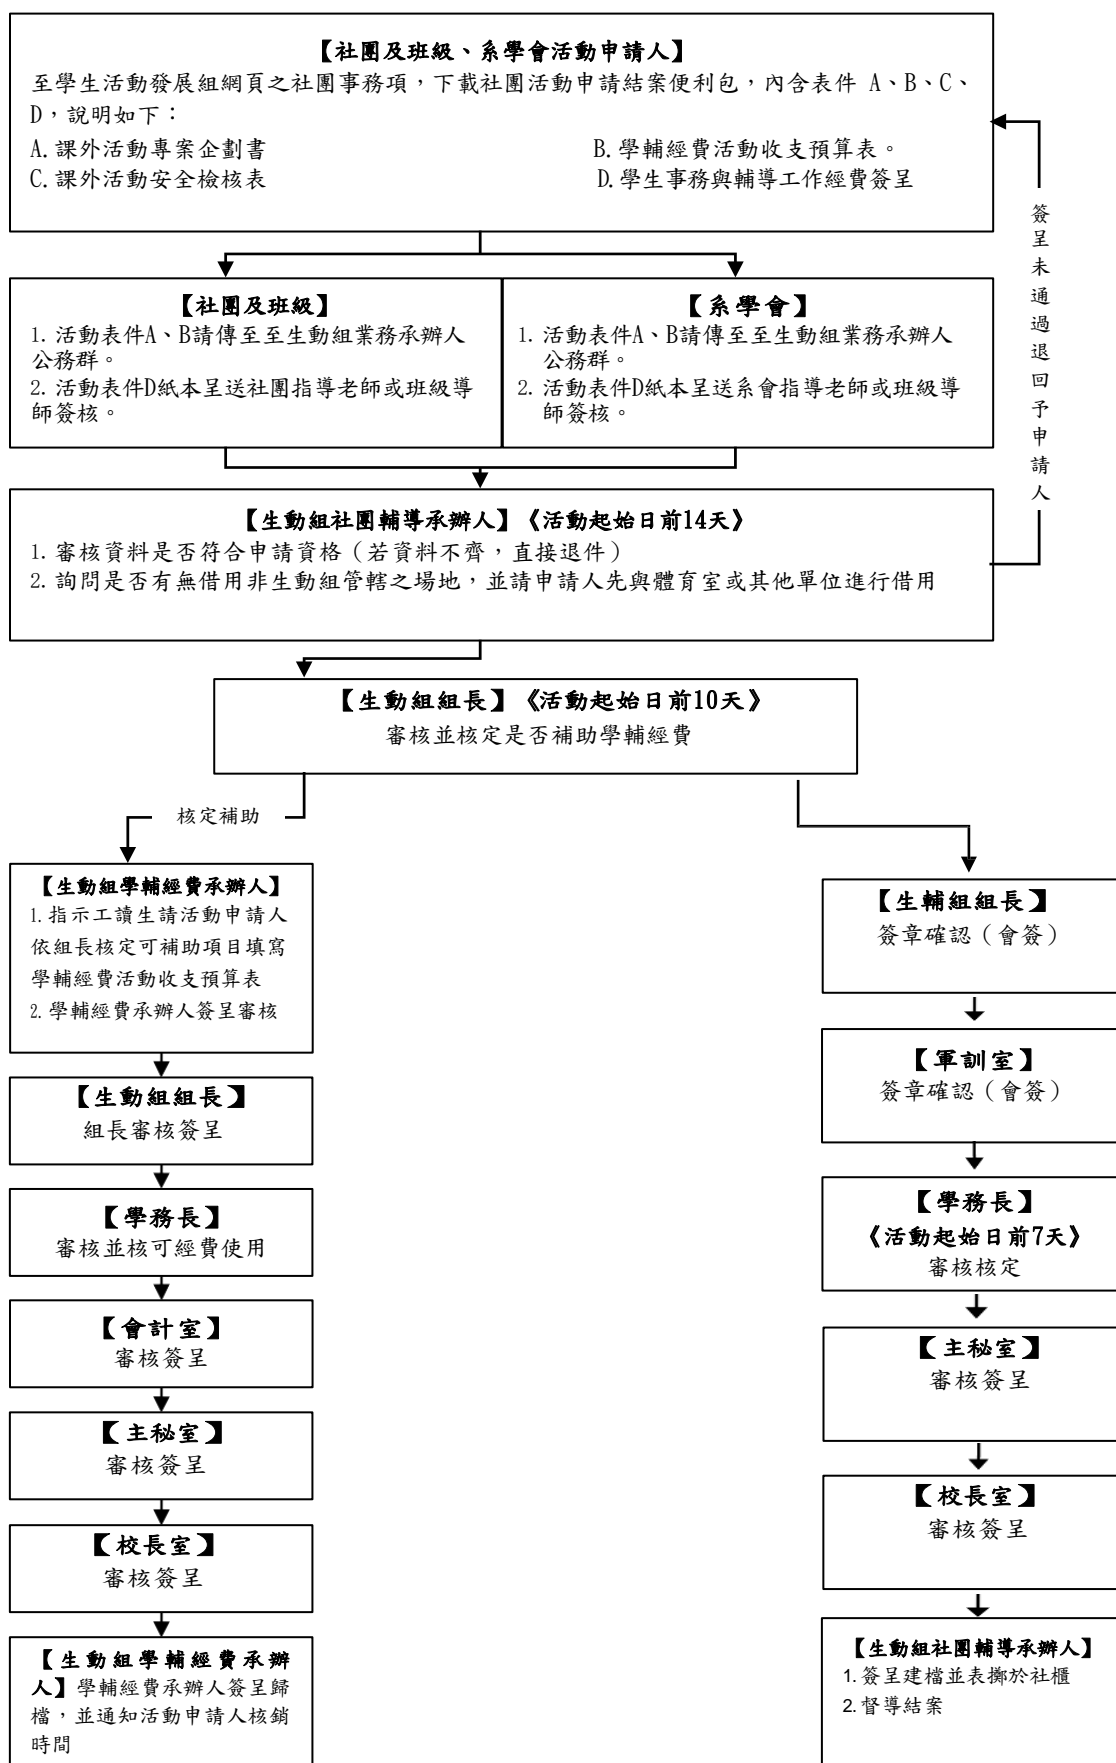 【社團及班級、系學會活動申請人】
至學生活動發展組網頁之社團事務項，下載社團活動申請結案便利包，內含表件 A、B、C、
D，說明如下：
A.課外活動專案企劃書
B.學輔經費活動收支預算表。
C.課外活動安全檢核表
D.學生事務與輔導工作經費簽呈
簽呈未通過退回予申請人
【社團及班級】
1.活動表件A、B請傳至至生動組業務承辦人
公務群。
2.活動表件D紙本呈送社團指導老師或班級導
師簽核。
【系學會】
1.活動表件A、B請傳至至生動組業務承辦人
公務群。
2.活動表件D紙本呈送系會指導老師或班級導
師簽核。
【生動組社團輔導承辦人】《活動起始日前14天》
1.審核資料是否符合申請資格（若資料不齊，直接退件）
2.詢問是否有無借用非生動組管轄之場地，並請申請人先與體育室或其他單位進行借用
【生動組組長】《活動起始日前10天》
審核並核定是否補助學輔經費
核定補助
【生動組學輔經費承辦人】
1.指示工讀生請活動申請人
依組長核定可補助項目填寫
學輔經費活動收支預算表
2.學輔經費承辦人簽呈審核
【生動組組長】
組長審核簽呈
【學務長】
審核並核可經費使用
【會計室】
審核簽呈
【主秘室】
審核簽呈
【校長室】
審核簽呈
【生動組學輔經費承辦
人】學輔經費承辦人簽呈歸
檔，並通知活動申請人核銷
時間
【生輔組組長】
簽章確認（會簽）
【軍訓室】
簽章確認（會簽）
【學務長】
《活動起始日前7天》
審核核定
【主秘室】
審核簽呈
【校長室】
審核簽呈
【生動組社團輔導承辦人】
1.簽呈建檔並表擲於社櫃
2.督導結案